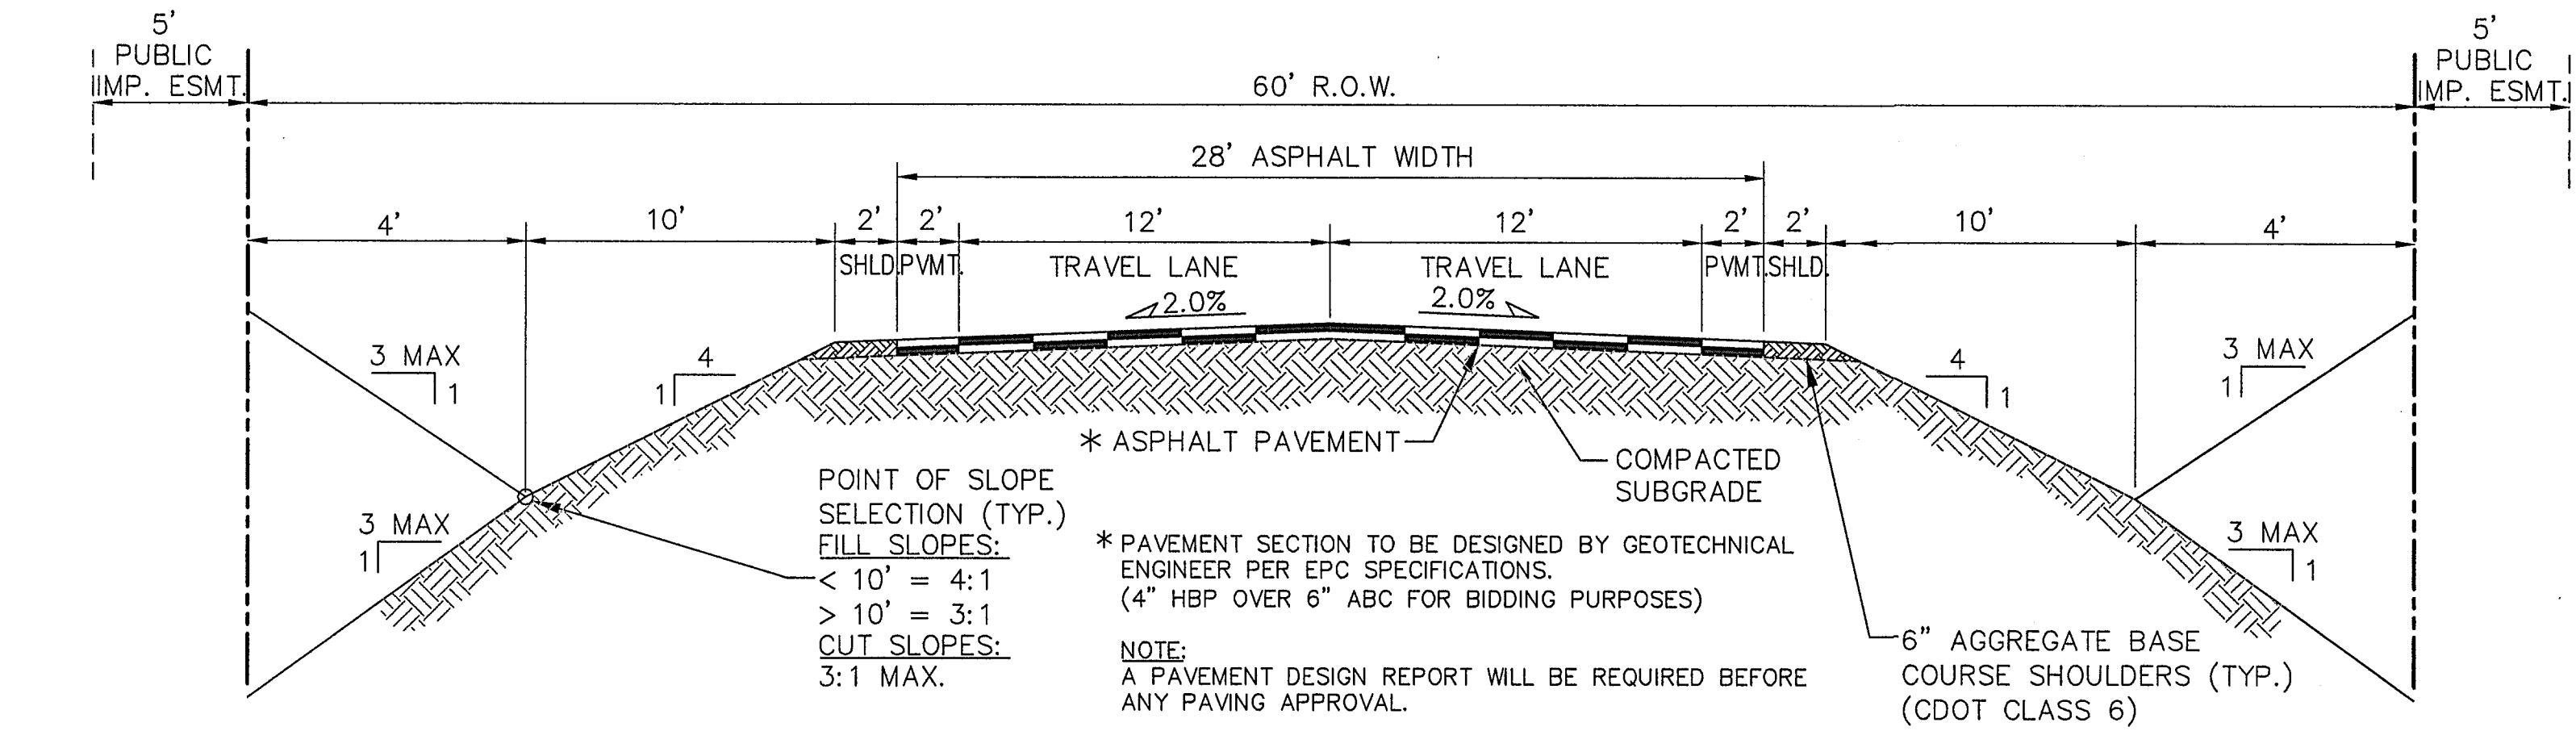 5'
PUBLIC
IMP. ESMT.
5'
PUBLIC
IMP. ESMT.
60' R.O.W.
28' ASPHALT WIDTH
4'
10'
2'
2'
12'
12'
2'
2'
10'
4'
SHLD.
PVMT.
TRAVEL LANE
TRAVEL LANE
PVMT.
SHLD.
2.0%
2.0%
3 MAX
1
4
1
4
1
3 MAX
1
* ASPHALT PAVEMENT
COMPACTED
SUBGRADE
POINT OF SLOPE
SELECTION (TYP.)
FILL SLOPES:
< 10' = 4:1
> 10' = 3:1
CUT SLOPES:
3:1 MAX.
3 MAX
1
* PAVEMENT SECTION TO BE DESIGNED BY GEOTECHNICAL
ENGINEER PER EPC SPECIFICATIONS.
(4" HBP OVER 6" ABC FOR BIDDING PURPOSES)
NOTE:
A PAVEMENT DESIGN REPORT WILL BE REQUIRED BEFORE
ANY PAVING APPROVAL.
3 MAX
1
6" AGGREGATE BASE
COURSE SHOULDERS (TYP.)
(CDOT CLASS 6)